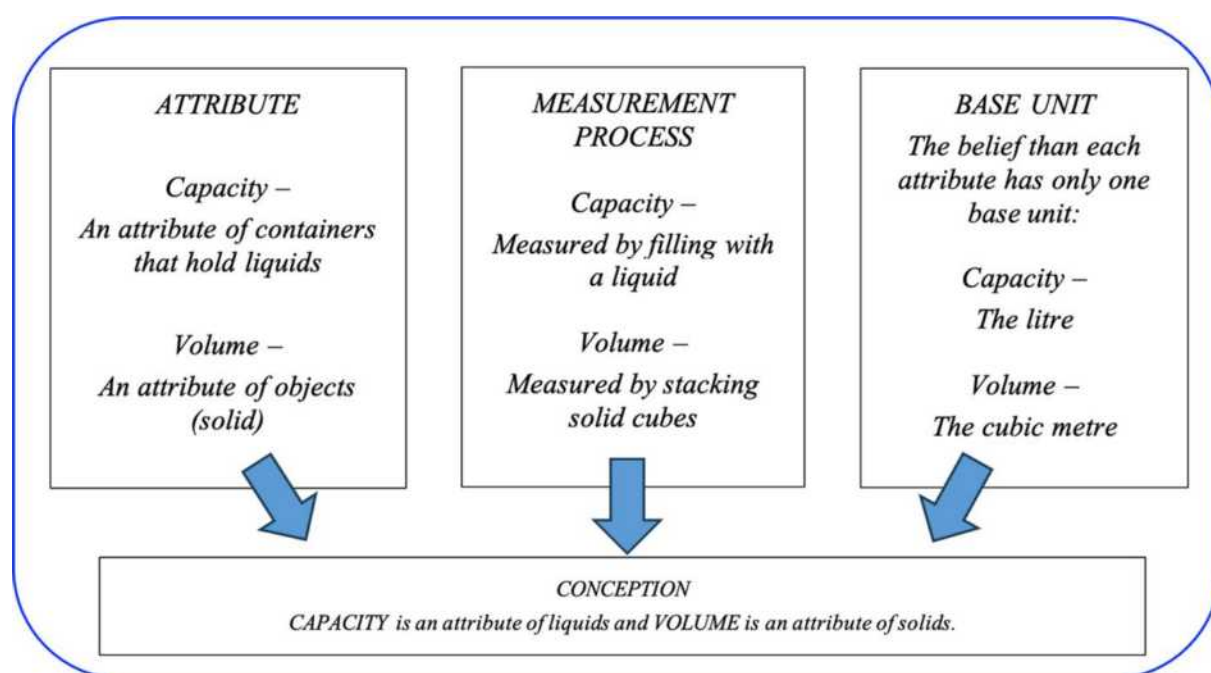 ATTRIBUTE
Capacity –
An attribute of containers
that hold liquids
Volume –
An attribute of objects
(solid)
MEASUREMENT
PROCESS
Capacity –
Measured by filling with
a liquid
Volume –
Measured by stacking
solid cubes
BASE UNIT
The belief than each
attribute has only one
base unit:
Capacity –
The litre
Volume –
The cubic metre
CONCEPTION
CAPACITY is an attribute of liquids and VOLUME is an attribute of solids.